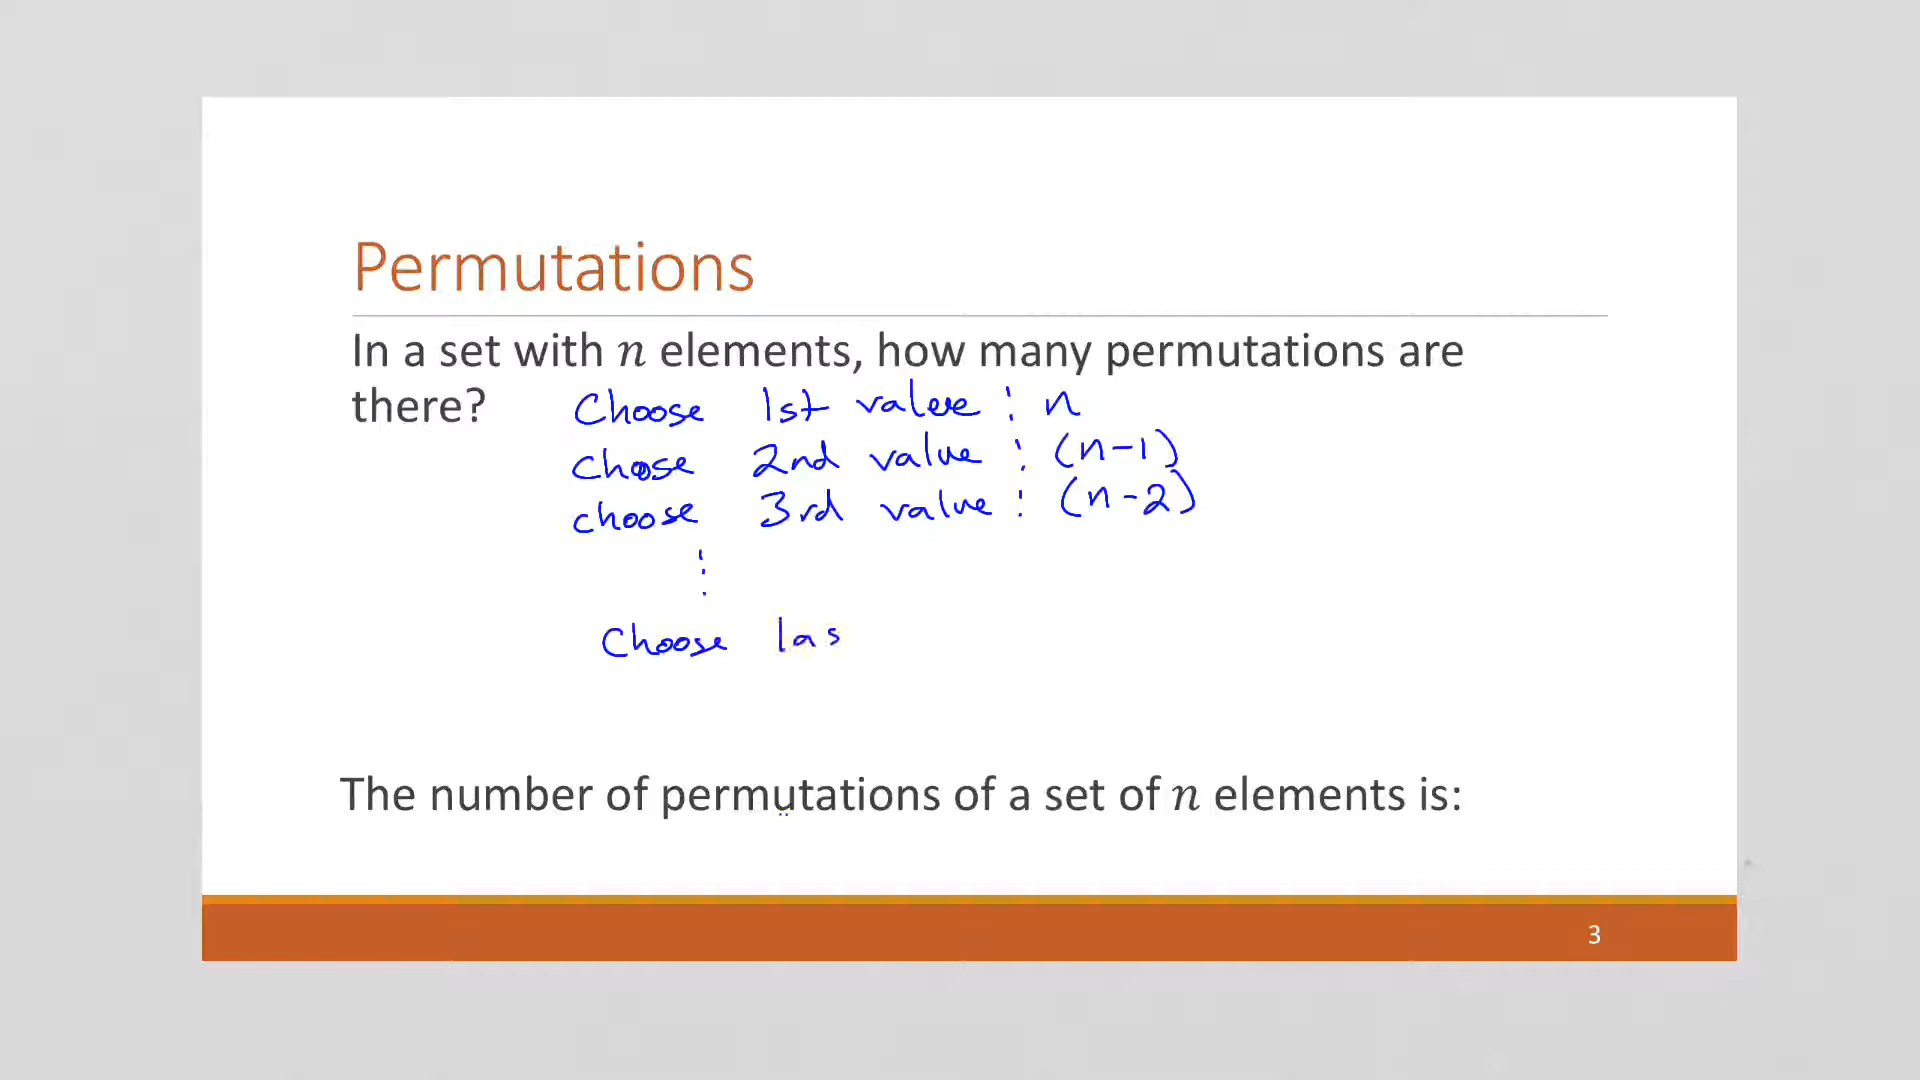 Permutations
In a set with n elements, how many permutations are
there? Choose 1st value : n
choose 2nd value : (n-1)
choose 3rd value : (n-2)
⋮
Choose las
The number of permutations of a set of n elements is:
3